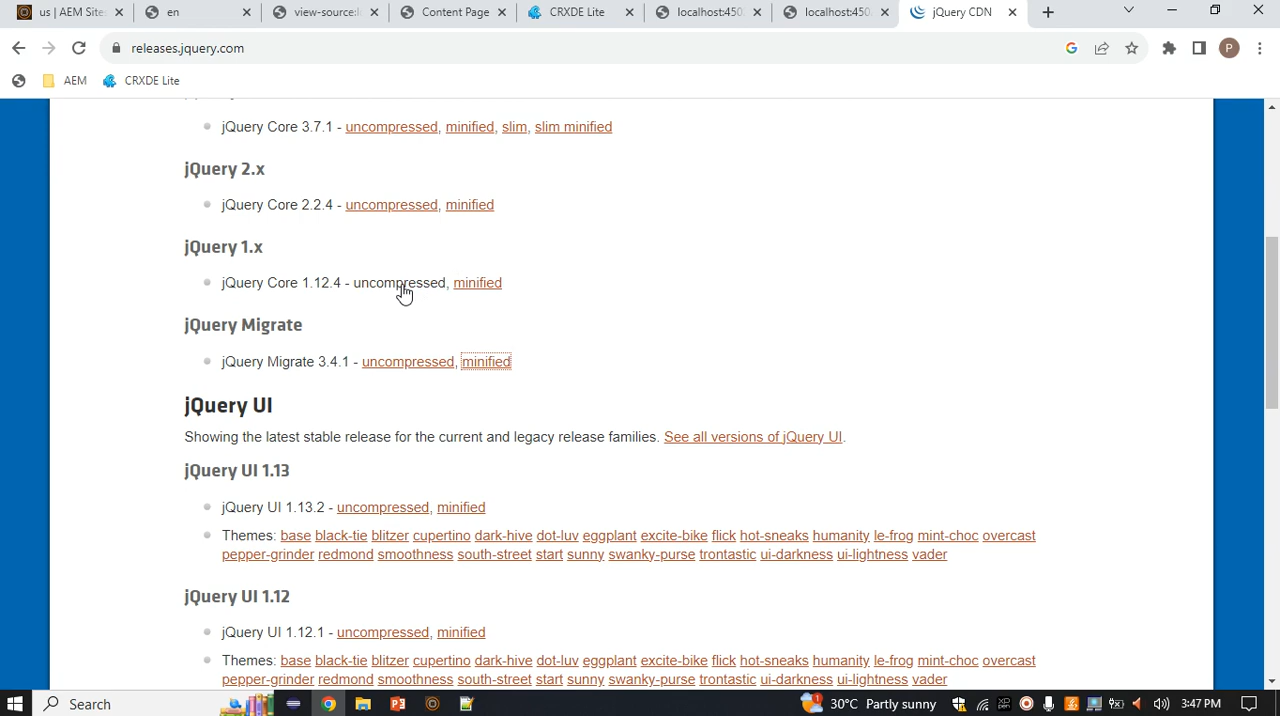 us | AEM Sites
en
view-source:l
Content Page
CRXDE Lite
localhost:450
localhost:450
jQuery CDN
releases.jquery.com
P
AEM
CRXDE Lite
jQuery Core 3.7.1 - uncompressed, minified, slim, slim minified
jQuery 2.x
jQuery Core 2.2.4 - uncompressed, minified
jQuery 1.x
jQuery Core 1.12.4 - uncompressed, minified
jQuery Migrate
jQuery Migrate 3.4.1 - uncompressed, minified
jQuery UI
Showing the latest stable release for the current and legacy release families. See all versions of jQuery UI.
jQuery UI 1.13
jQuery UI 1.13.2 - uncompressed, minified
Themes: base black-tie blitzer cupertino dark-hive dot-luv eggplant excite-bike flick hot-sneaks humanity le-frog mint-choc overcast
pepper-grinder redmond smoothness south-street start sunny swanky-purse trontastic ui-darkness ui-lightness vader
jQuery UI 1.12
jQuery UI 1.12.1 - uncompressed, minified
Themes: base black-tie blitzer cupertino dark-hive dot-luv eggplant excite-bike flick hot-sneaks humanity le-frog mint-choc overcast
pepper-grinder redmond smoothness south-street start sunny swanky-purse trontastic ui-darkness ui-lightness vader
Search
30°C Partly sunny
3:47 PM